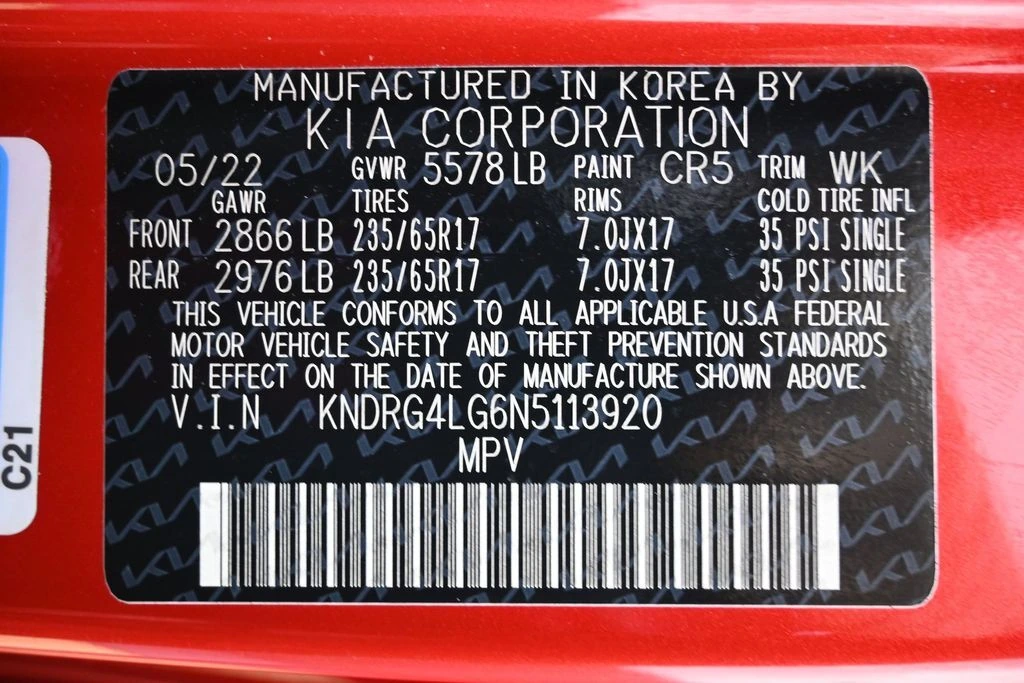 MANUFACTURED IN KOREA BY
KIA CORPORATION
05/22 GVWR 5578 LB PAINT CR5 TRIM WK
GAWR TIRES RIMS COLD TIRE INFL
FRONT 2866 LB 235/65R17 7.0JX17 35 PSI SINGLE
REAR 2976 LB 235/65R17 7.0JX17 35 PSI SINGLE
THIS VEHICLE CONFORMS TO ALL APPLICABLE U.S.A FEDERAL
MOTOR VEHICLE SAFETY AND THEFT PREVENTION STANDARDS
IN EFFECT ON THE DATE OF MANUFACTURE SHOWN ABOVE.
V.I.N KNDRG4LG6N5113920
MPV
C21